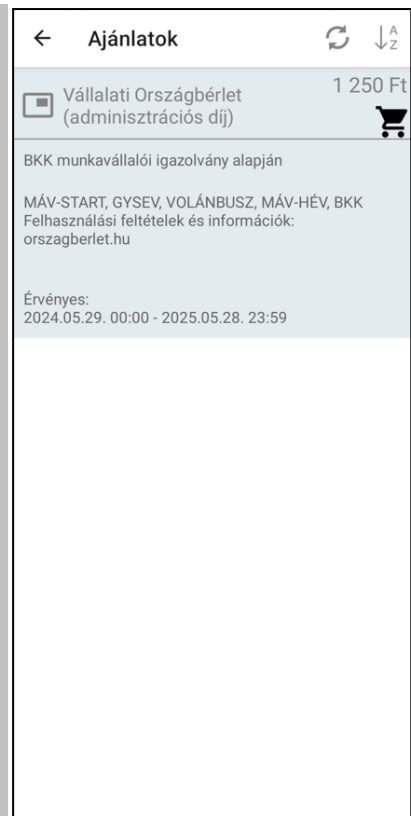 Ajánlatok
A
Z
Vállalati Országbérlet
(adminisztrációs díj)
1 250 Ft
BKK munkavállalói igazolvány alapján
MÁV-START, GYSEV, VOLÁNBUSZ, MÁV-HÉV, BKK
Felhasználási feltételek és információk:
orszagberlet.hu
Érvényes:
2024.05.29. 00:00 - 2025.05.28. 23:59